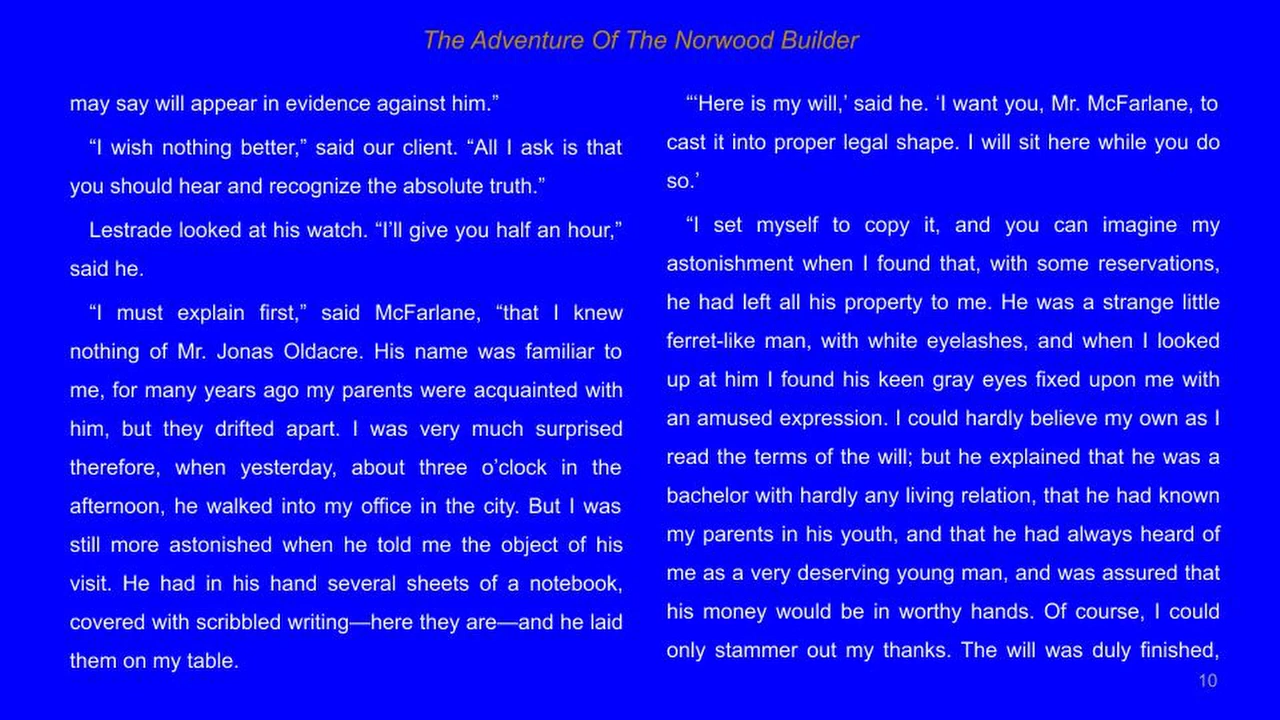 The Adventure Of The Norwood Builder
may say will appear in evidence against him.”
“I wish nothing better,” said our client. “All I ask is that
you should hear and recognize the absolute truth.”
Lestrade looked at his watch. “I’ll give you half an hour,”
said he.
“I must explain first,” said McFarlane, “that I knew
nothing of Mr. Jonas Oldacre. His name was familiar to
me, for many years ago my parents were acquainted with
him, but they drifted apart. I was very much surprised
therefore, when yesterday, about three o’clock in the
afternoon, he walked into my office in the city. But I was
still more astonished when he told me the object of his
visit. He had in his hand several sheets of a notebook,
covered with scribbled writing—here they are—and he laid
them on my table.
“‘Here is my will,’ said he. ‘I want you, Mr. McFarlane, to
cast it into proper legal shape. I will sit here while you do
so.’
“I set myself to copy it, and you can imagine my
astonishment when I found that, with some reservations,
he had left all his property to me. He was a strange little
ferret-like man, with white eyelashes, and when I looked
up at him I found his keen gray eyes fixed upon me with
an amused expression. I could hardly believe my own as I
read the terms of the will; but he explained that he was a
bachelor with hardly any living relation, that he had known
my parents in his youth, and that he had always heard of
me as a very deserving young man, and was assured that
his money would be in worthy hands. Of course, I could
only stammer out my thanks. The will was duly finished,
10